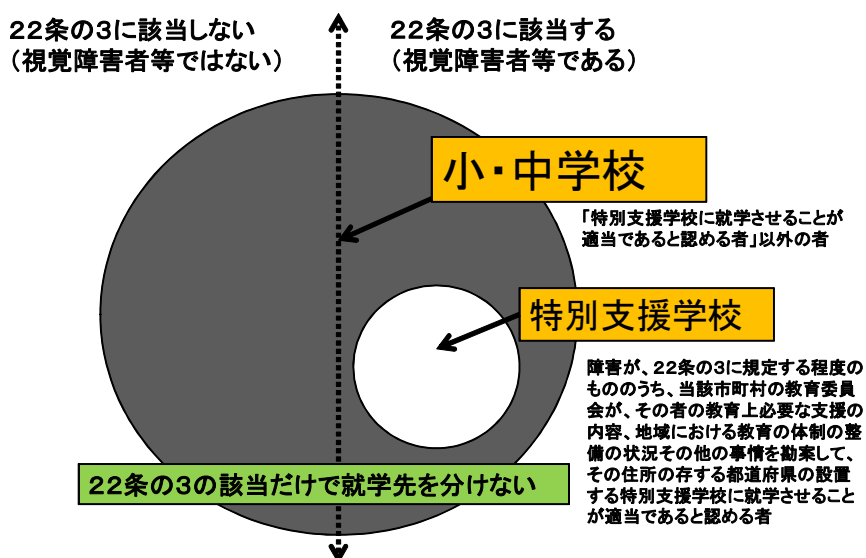 22条の3に該当しない
(視覚障害者等ではない)
22条の3に該当する
(視覚障害者等である)
小・中学校
「特別支援学校に就学させることが
適当であると認める者」以外の者
特別支援学校
障害が、22条の3に規定する程度の
もののうち、当該市町村の教育委員
会が、その者の教育上必要な支援の
内容、地域における教育の体制の整
備の状況その他の事情を勘案して、
その住所の存する都道府県の設置
する特別支援学校に就学させること
が適当であると認める者
22条の3の該当だけで就学先を分けない